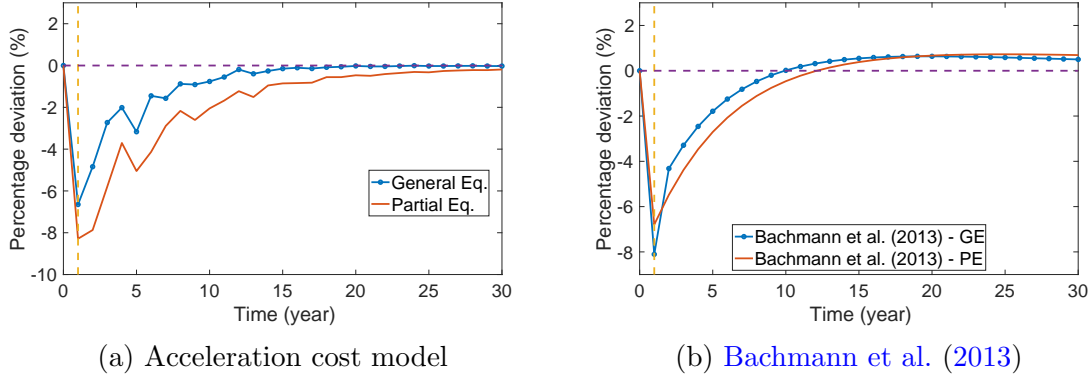 Percentage deviation (%)
2
0
-2
-4
-6
-8
-10
General Eq.
Partial Eq.
0 5 10 15 20 25 30
Time (year)
(a) Acceleration cost model
Percentage deviation (%)
2
0
-2
-4
-6
-8
Bachmann et al. (2013) - GE
Bachmann et al. (2013) - PE
0 5 10 15 20 25 30
Time (year)
(b) Bachmann et al. (2013)